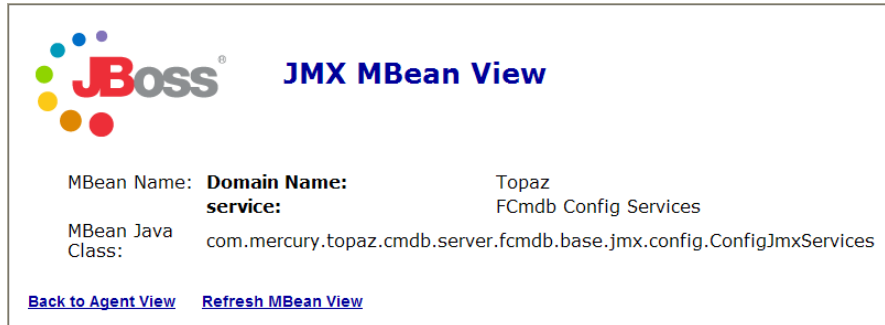 JBoss®
JMX MBean View
MBean Name: Domain Name: Topaz
service: FCmdb Config Services
MBean Java
Class:
com.mercury.topaz.cmdb.server.fcmdb.base.jmx.config.ConfigJmxServices
Back to Agent View Refresh MBean View